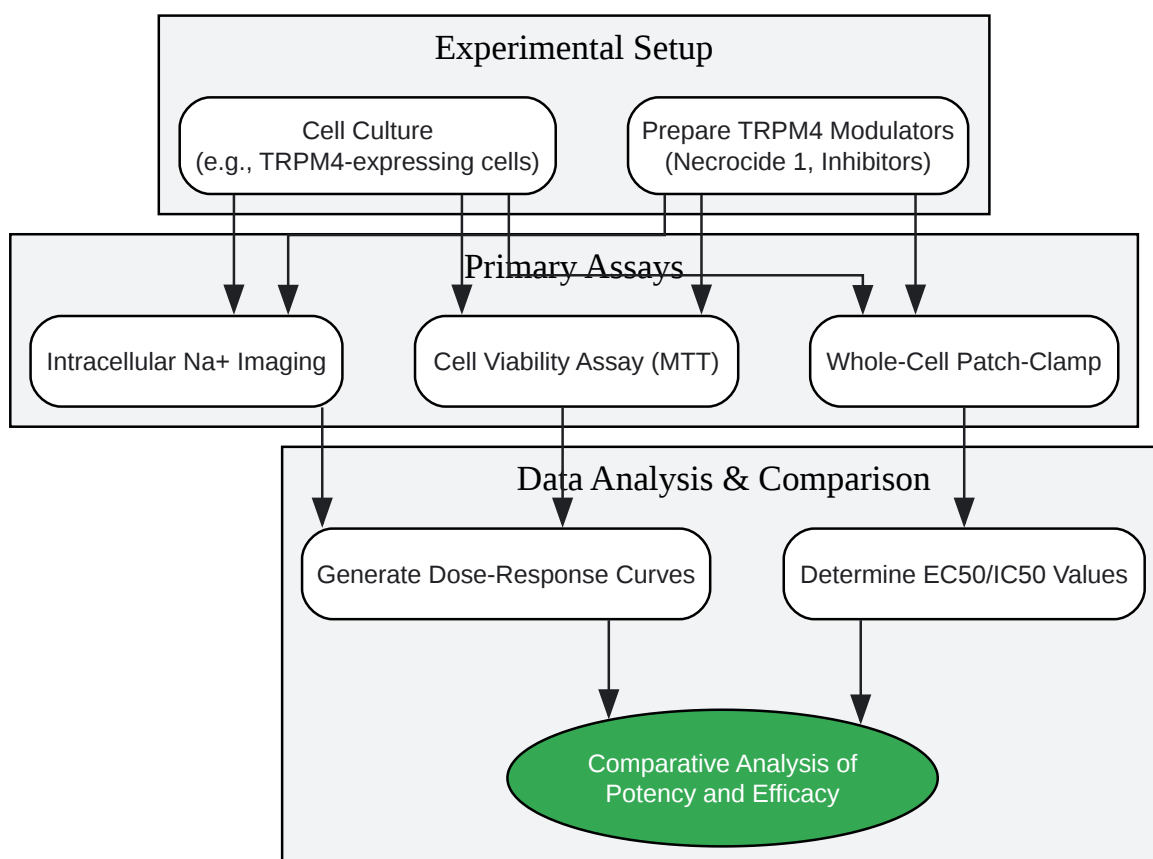 Experimental Setup
Cell Culture
(e.g., TRPM4-expressing cells)
Prepare TRPM4 Modulators
(Necrocide 1, Inhibitors)
Primary Assays
Intracellular Na+ Imaging
Cell Viability Assay (MTT)
Whole-Cell Patch-Clamp
Data Analysis & Comparison
Generate Dose-Response Curves
Determine EC50/IC50 Values
Comparative Analysis of
Potency and Efficacy